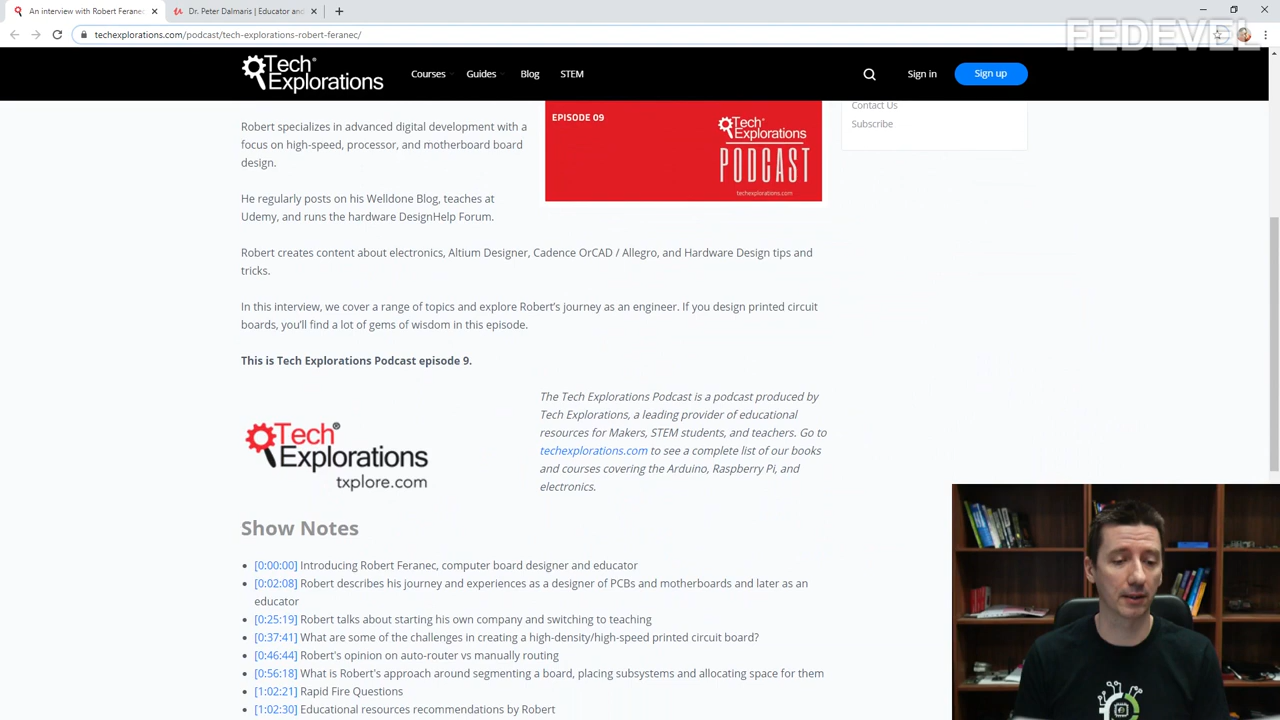 An interview with Robert Feranec
Dr. Peter Dalmaris | Educator and
techexplorations.com/podcast/tech-explorations-robert-feranec/
FEDEVEL
Tech® Explorations
Courses
Guides
Blog
STEM
Sign in
Sign up
Robert specializes in advanced digital development with a
focus on high-speed, processor, and motherboard board
design.
EPISODE 09
Tech®
Explorations
PODCAST
techexplorations.com
Contact Us
Subscribe
He regularly posts on his Welldone Blog, teaches at
Udemy, and runs the hardware DesignHelp Forum.
Robert creates content about electronics, Altium Designer, Cadence OrCAD / Allegro, and Hardware Design tips and
tricks.
In this interview, we cover a range of topics and explore Robert's journey as an engineer. If you design printed circuit
boards, you'll find a lot of gems of wisdom in this episode.
This is Tech Explorations Podcast episode 9.
Tech®
Explorations
txplore.com
The Tech Explorations Podcast is a podcast produced by
Tech Explorations, a leading provider of educational
resources for Makers, STEM students, and teachers. Go to
techexplorations.com to see a complete list of our books
and courses covering the Arduino, Raspberry Pi, and
electronics.
Show Notes
[0:00:00] Introducing Robert Feranec, computer board designer and educator
[0:02:08] Robert describes his journey and experiences as a designer of PCBs and motherboards and later as an
educator
[0:25:19] Robert talks about starting his own company and switching to teaching
[0:37:41] What are some of the challenges in creating a high-density/high-speed printed circuit board?
[0:46:44] Robert's opinion on auto-router vs manually routing
[0:56:18] What is Robert's approach around segmenting a board, placing subsystems and allocating space for them
[1:02:21] Rapid Fire Questions
[1:02:30] Educational resources recommendations by Robert